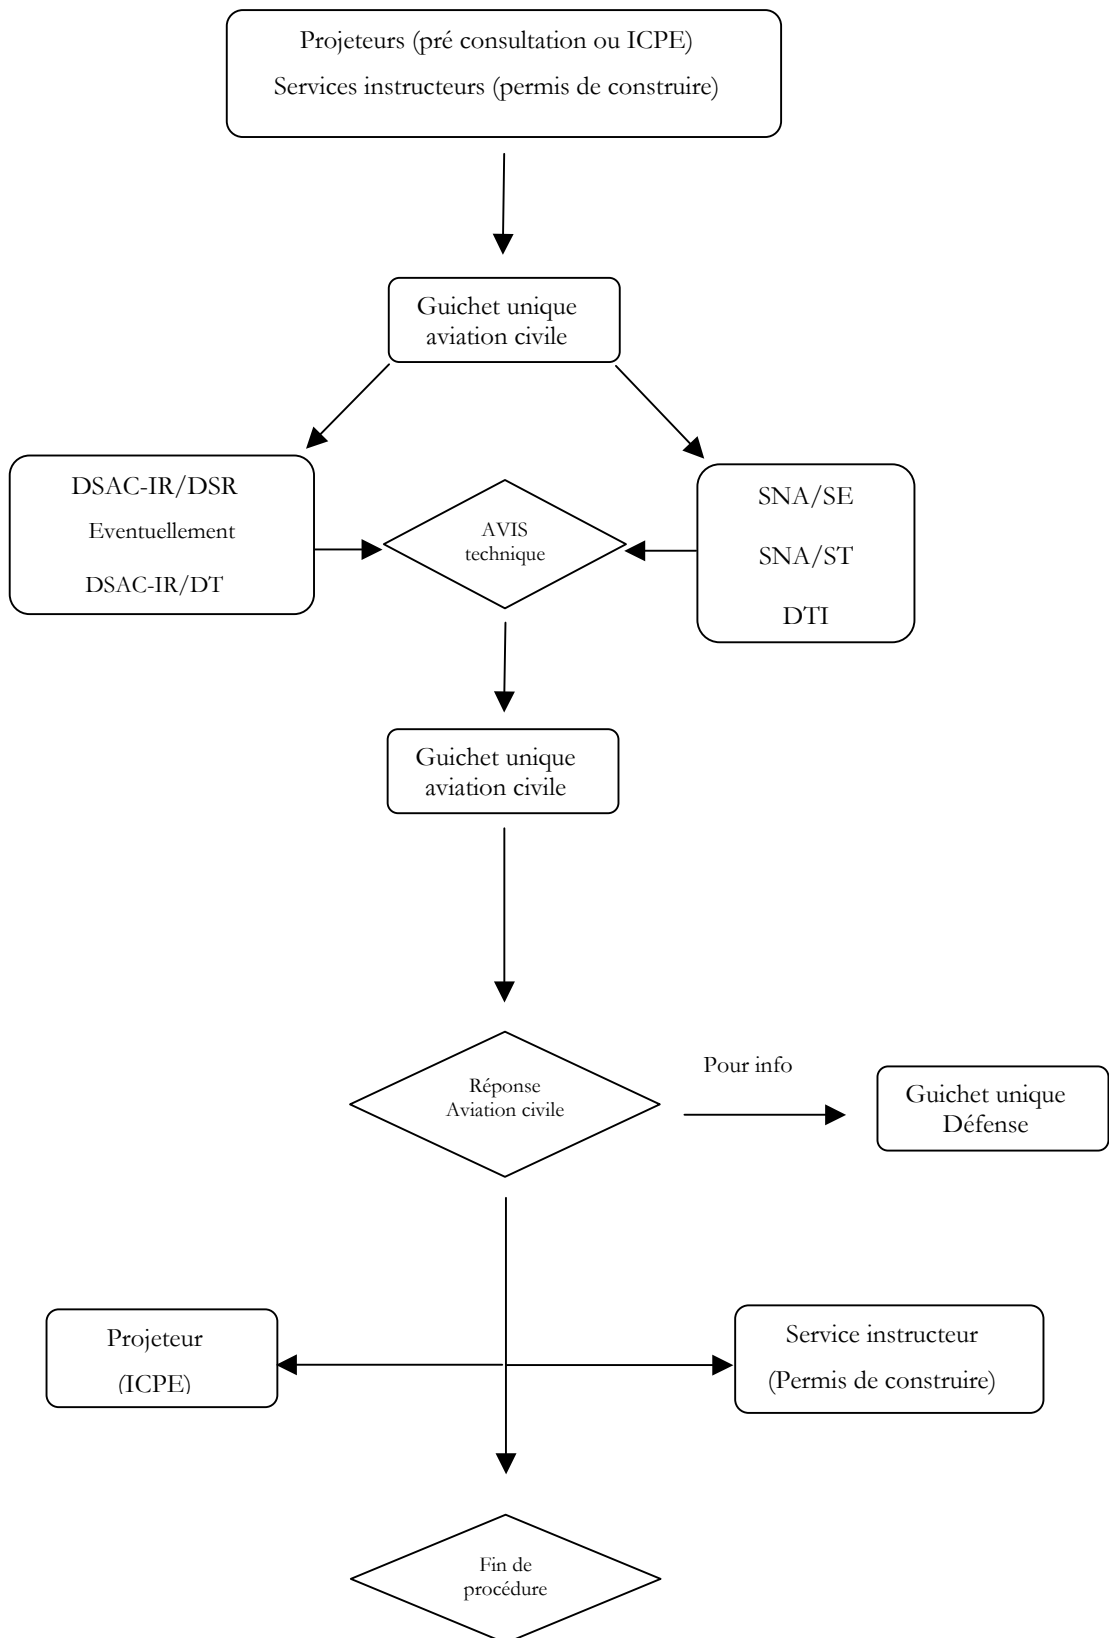 Projeteurs (pré consultation ou ICPE)
Services instructeurs (permis de construire)
Guichet unique
aviation civile
DSAC-IR/DSR
Eventuellement
DSAC-IR/DT
AVIS
technique
SNA/SE
SNA/ST
DTI
Guichet unique
aviation civile
Réponse
Aviation civile
Pour info
Guichet unique
Défense
Projeteur
(ICPE)
Service instructeur
(Permis de construire)
Fin de
procédure